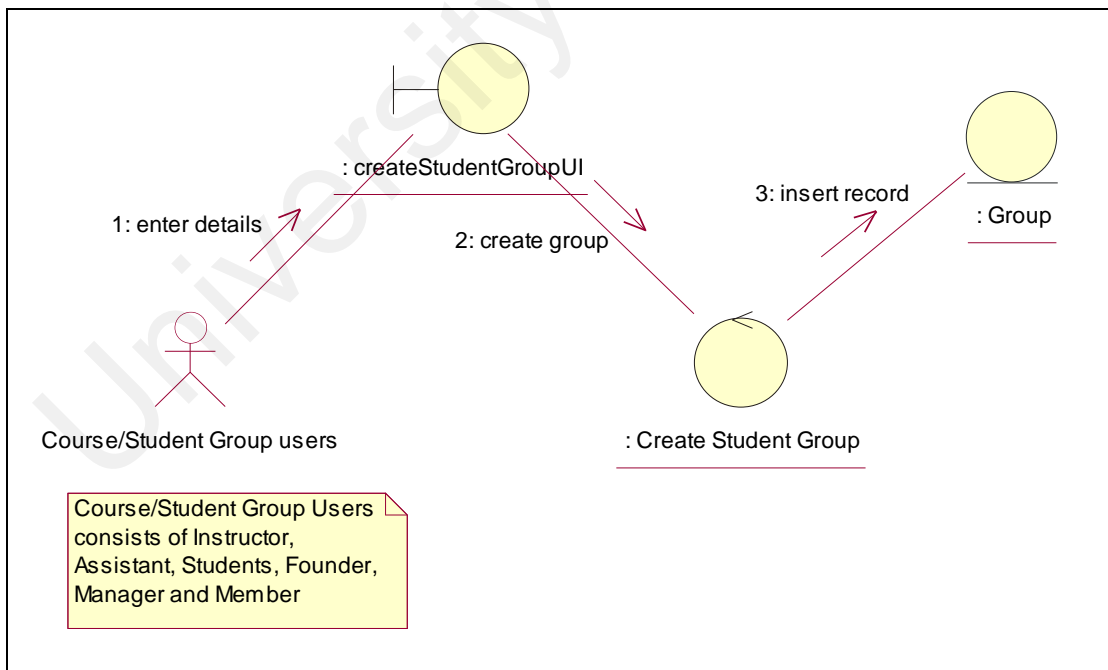 University
: createStudentGroupUI
1: enter details
2: create group
3: insert record
: Group
Course/Student Group users
: Create Student Group
Course/Student Group Users
consists of Instructor,
Assistant, Students, Founder,
Manager and Member